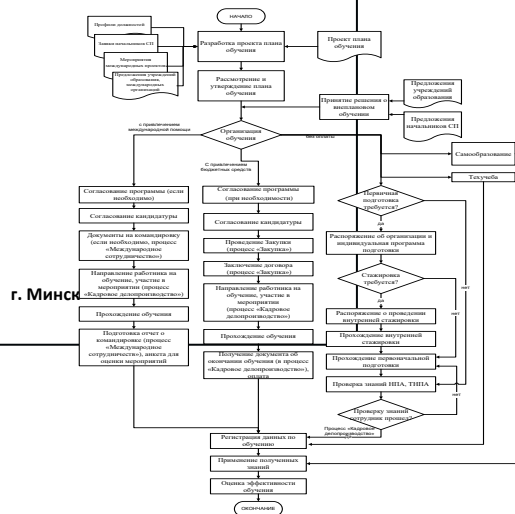 НАЧАЛО
Профили должностей
Заявки начальников СП
Мероприятия
международных проектов
Предложения учреждений
образования,
международных
организаций
Разработка проекта плана
обучения
Проект плана
обучения
Рассмотрение и
утверждение плана
обучения
Принятие решения о
внеплановом
обучении
Предложения
учреждений
образования
Предложения
начальников СП
Организация
обучения
с привлечением
международной помощи
С привлечением
бюджетных средств
без оплаты
Самообразование
Техучеба
Согласование программы (если
необходимо)
Согласование кандидатуры
Документы на командировку
(если необходимо, процесс
«Международное
сотрудничество»)
Направление работника на
обучение, участие в
мероприятии (процесс
«Кадровое делопроизводство»)
Прохождение обучения
Подготовка отчет о
командировке (процесс
«Международное
сотрудничество»), анкета для
оценки мероприятий
Согласование программы
(при необходимости)
Согласование кандидатуры
Проведение Закупки
(процесс «Закупка»)
Заключение договора
(процесс «Закупка»)
Направление работника на
обучение, участие в
мероприятии
(процесс «Кадровое
делопроизводство»)
Прохождение обучения
Получение документа об
окончании обучения (в процесс
«Кадровое делопроизводство»),
оплата
Первичная
подготовка
требуется?
да
нет
Распоряжение об организации и
индивидуальная программа
подготовки
Стажировка
требуется?
да
нет
Распоряжение о проведении
внутренней стажировки
Прохождение внутренней
стажировки
Прохождение первоначальной
подготовки
Проверка знаний НПА, ТНПА
нет
Проверку знаний
сотрудник прошел?
да
Процесс «Кадровое
делопроизводство»
г. Минск
Регистрация данных по
обучению
Применение полученных
знаний
Оценка эффективности
обучения
ОКОНЧАНИЕ